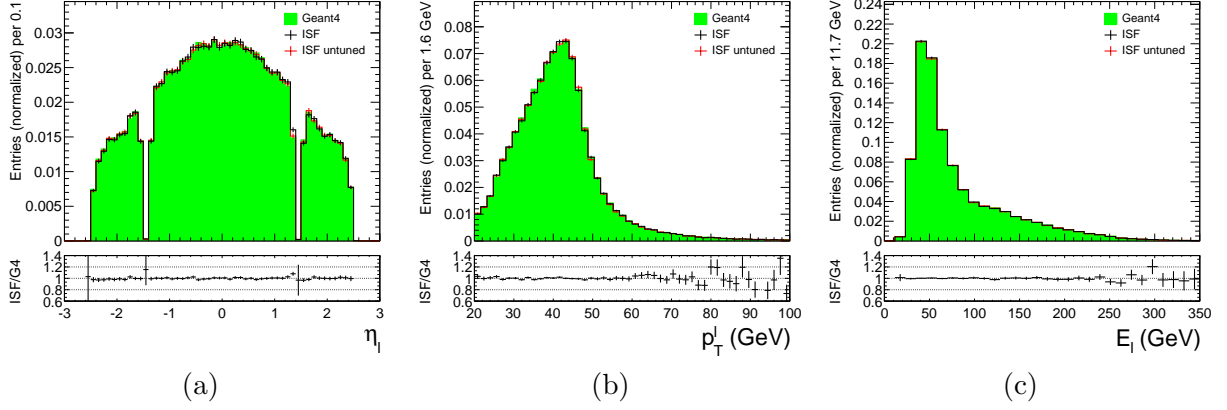 Entries (normalized) per 0.1
0.03
0.025
0.02
0.015
0.01
0.005
0
Geant4
ISF
ISF untuned
ISF/G4
1.4
1.2
1
0.8
0.6
-3 -2 -1 0 1 2 3
η_l
(a)
Entries (normalized) per 1.6 GeV
0.08
0.07
0.06
0.05
0.04
0.03
0.02
0.01
0
Geant4
ISF
ISF untuned
ISF/G4
1.4
1.2
1
0.8
0.6
20 30 40 50 60 70 80 90 100
p_T^l (GeV)
(b)
Entries (normalized) per 11.7 GeV
0.22
0.2
0.18
0.16
0.14
0.12
0.1
0.08
0.06
0.04
0.02
0
Geant4
ISF
ISF untuned
ISF/G4
1.4
1.2
1
0.8
0.6
0 50 100 150 200 250 300 350
E_l (GeV)
(c)